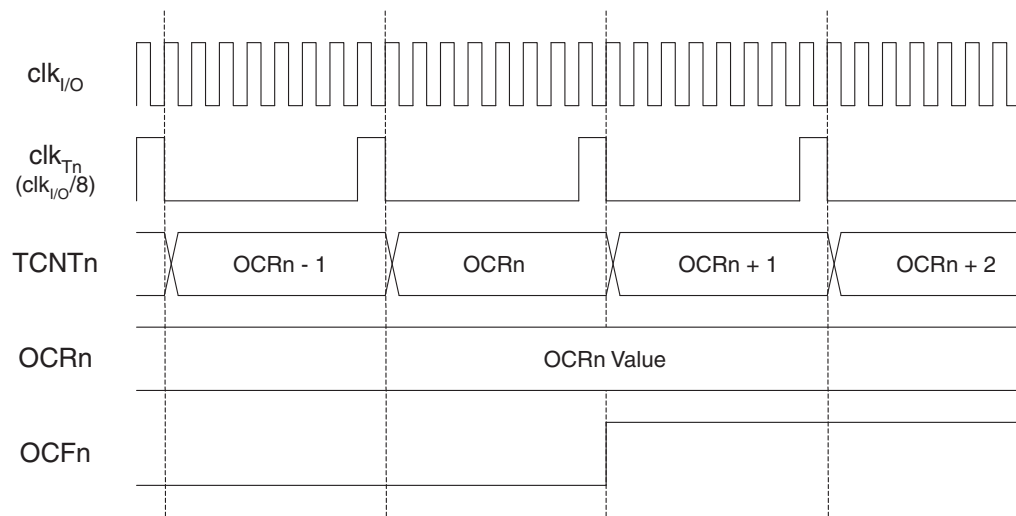 clkI/O
clkTn
(clkI/O/8)
TCNTn OCRn - 1 OCRn OCRn + 1 OCRn + 2
OCRn OCRn Value
OCFn